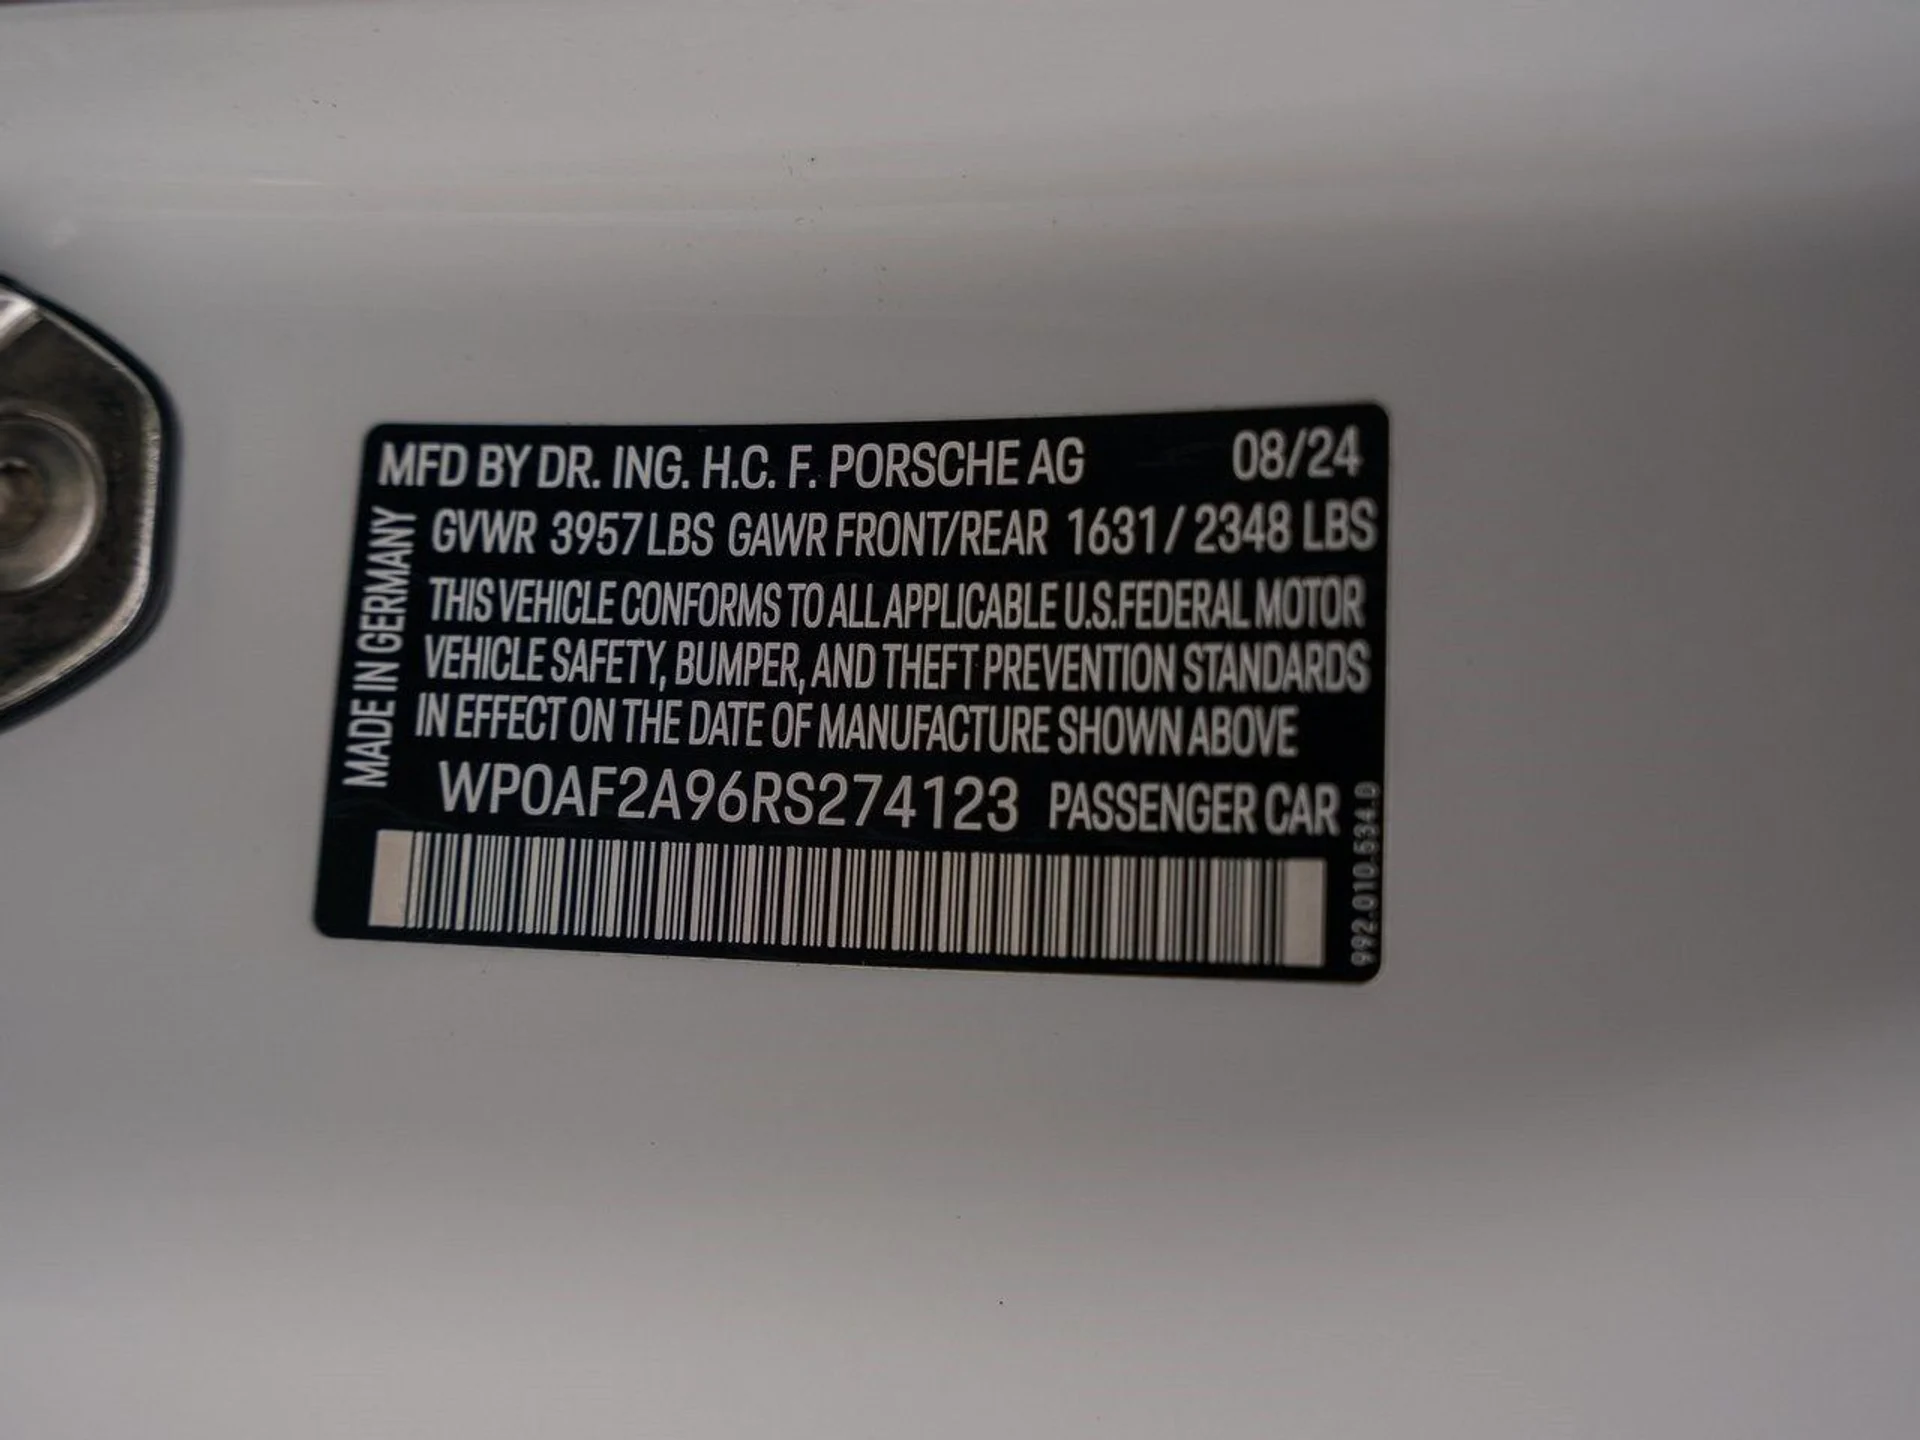 MFD BY DR. ING. H.C. F. PORSCHE AG 08/24
GVWR 3957 LBS GAWR FRONT/REAR 1631 / 2348 LBS
THIS VEHICLE CONFORMS TO ALL APPLICABLE U.S.FEDERAL MOTOR
VEHICLE SAFETY, BUMPER, AND THEFT PREVENTION STANDARDS
IN EFFECT ON THE DATE OF MANUFACTURE SHOWN ABOVE
WP0AF2A96RS274123 PASSENGER CAR
MADE IN GERMANY
992.010.534.D